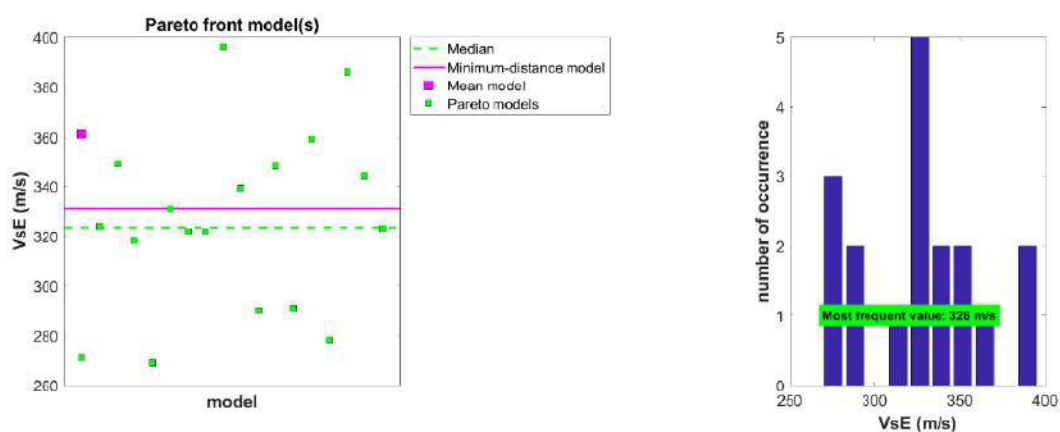 Pareto front model(s)
400
380
360
340
320
300
280
260
VsE (m/s)
model
Median
Minimum-distance model
Mean model
Pareto models
5
4
3
2
1
0
number of occurrence
Most frequent value: 326 m/s
250
300
350
400
VsE (m/s)